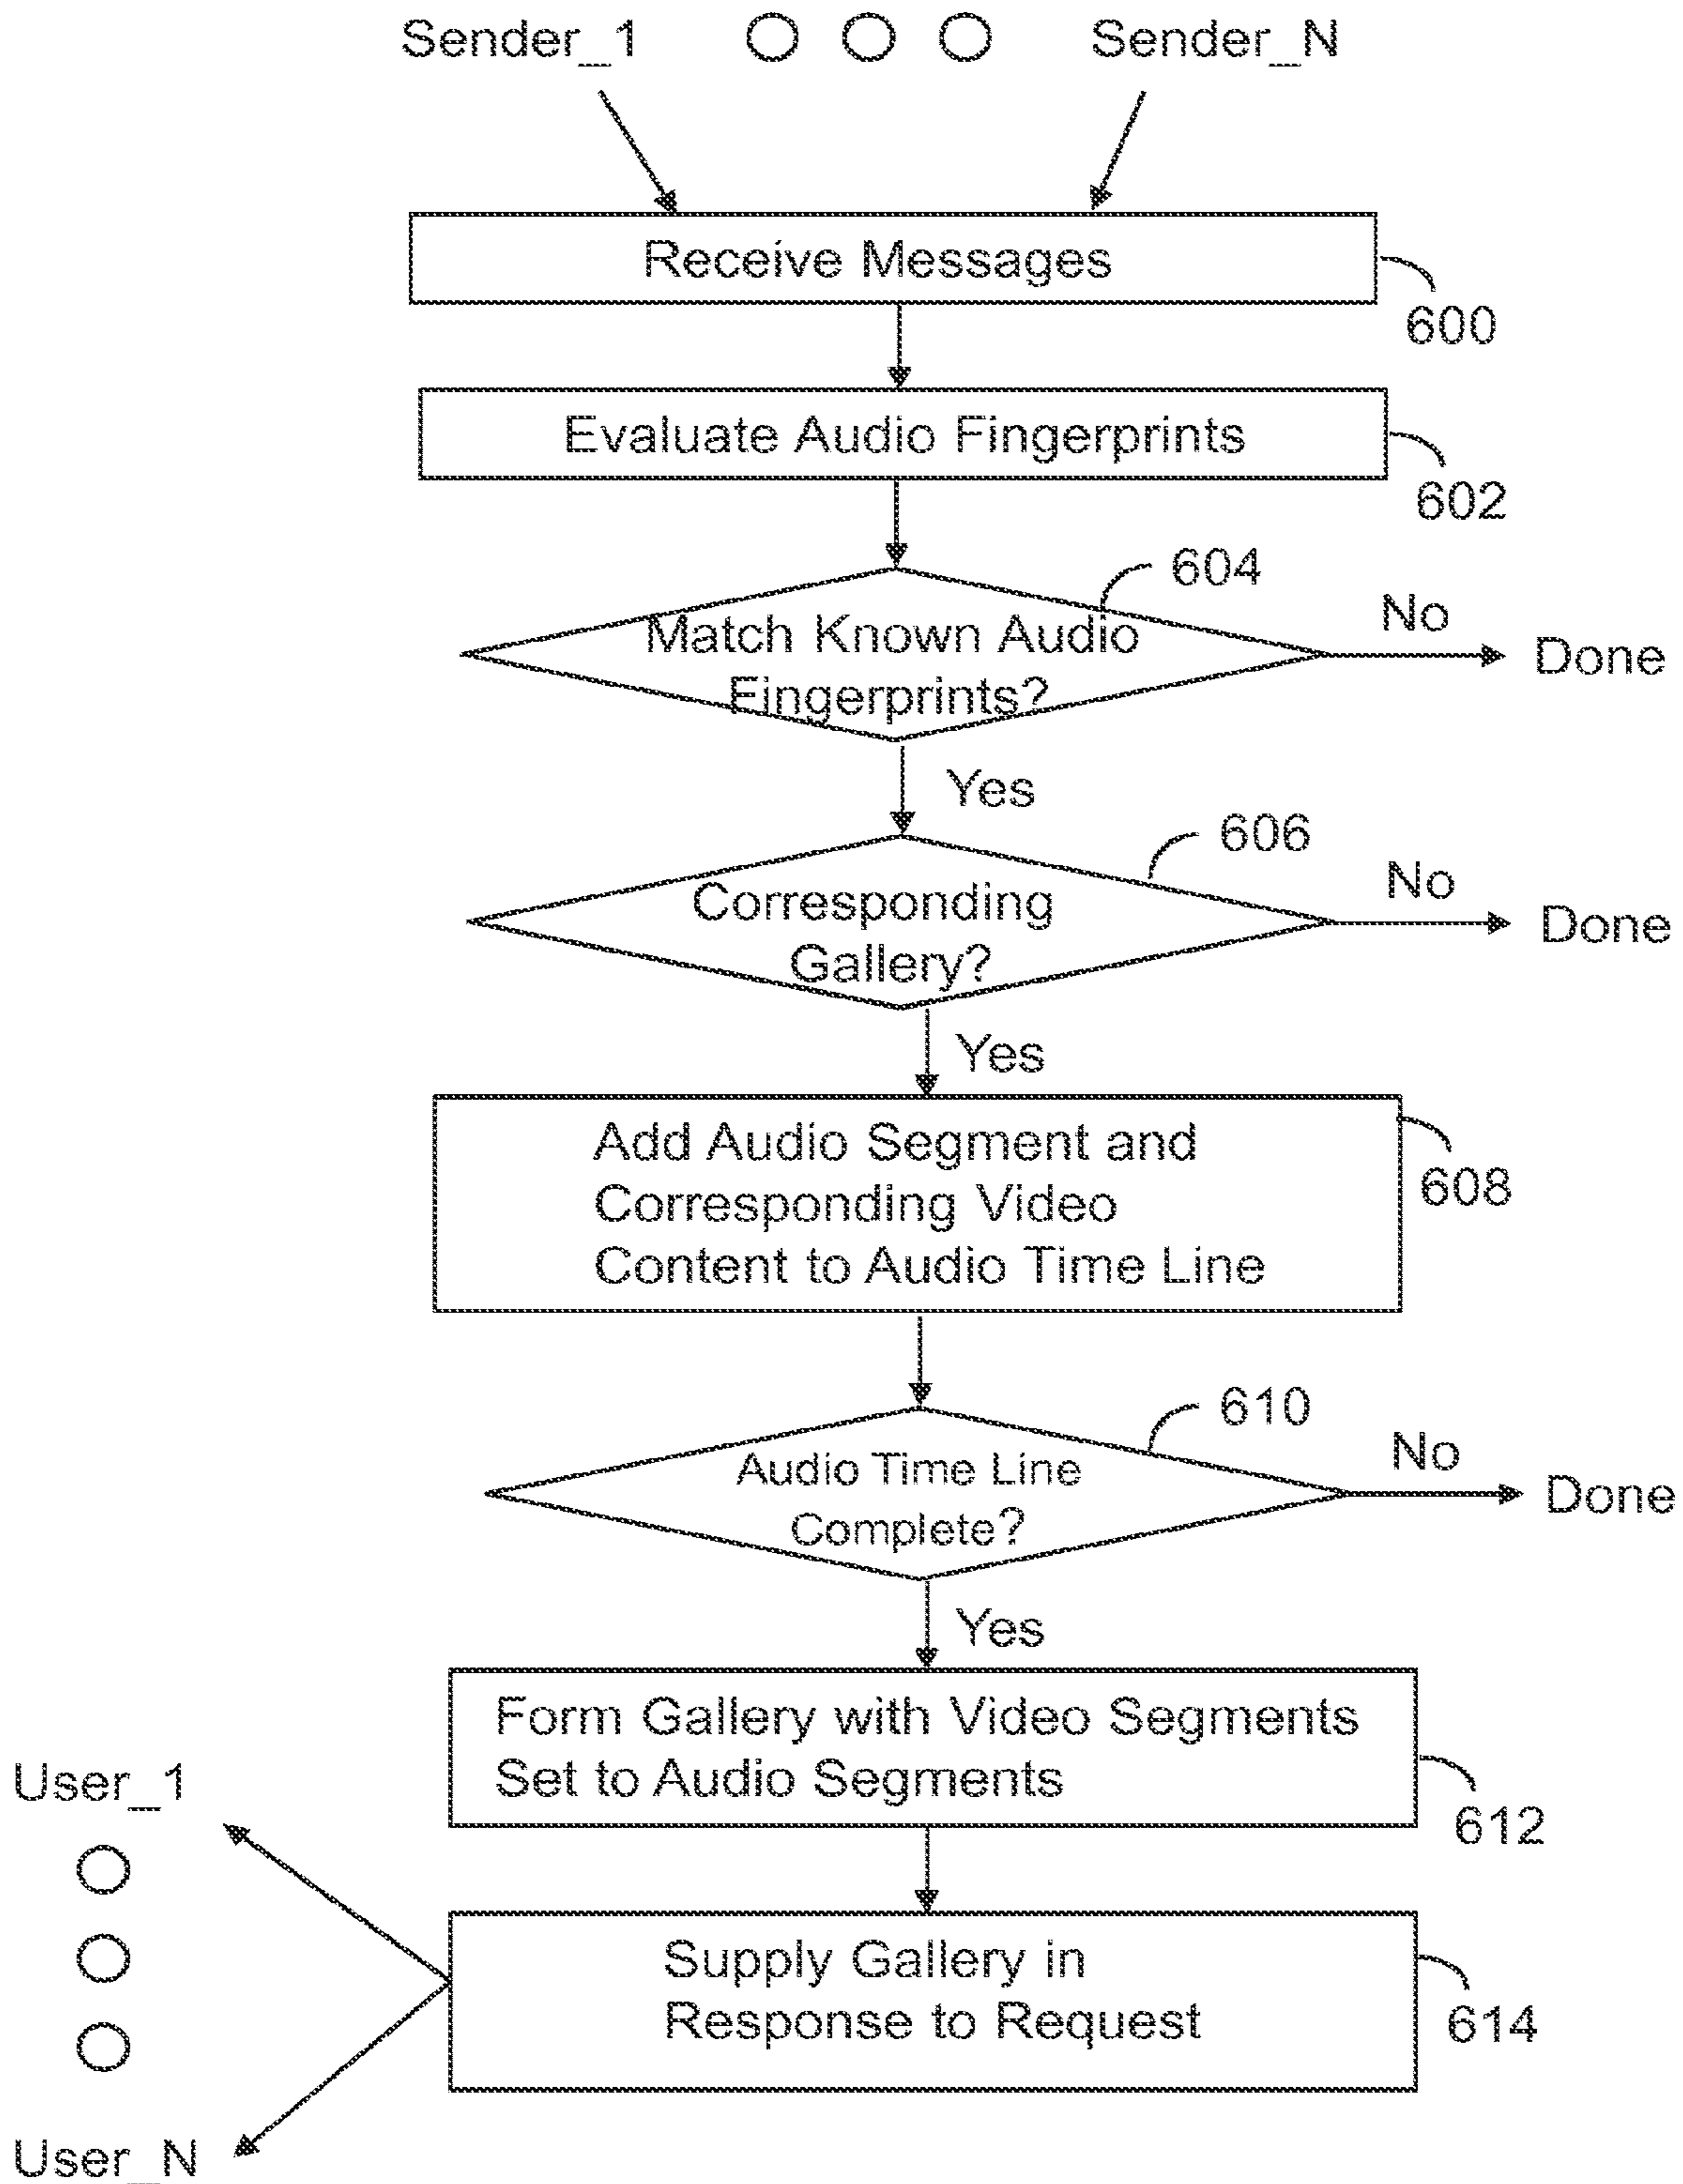 Sender_1 Sender_N
Receive Messages
600
Evaluate Audio Fingerprints
602
604
Match Known Audio
Fingerprints?
No
Done
Yes
606
Corresponding
Gallery?
No
Done
Yes
Add Audio Segment and
Corresponding Video
Content to Audio Time Line
608
610
Audio Time Line
Complete?
No
Done
Yes
Form Gallery with Video Segments
Set to Audio Segments
612
User_1
Supply Gallery in
Response to Request
614
User_N